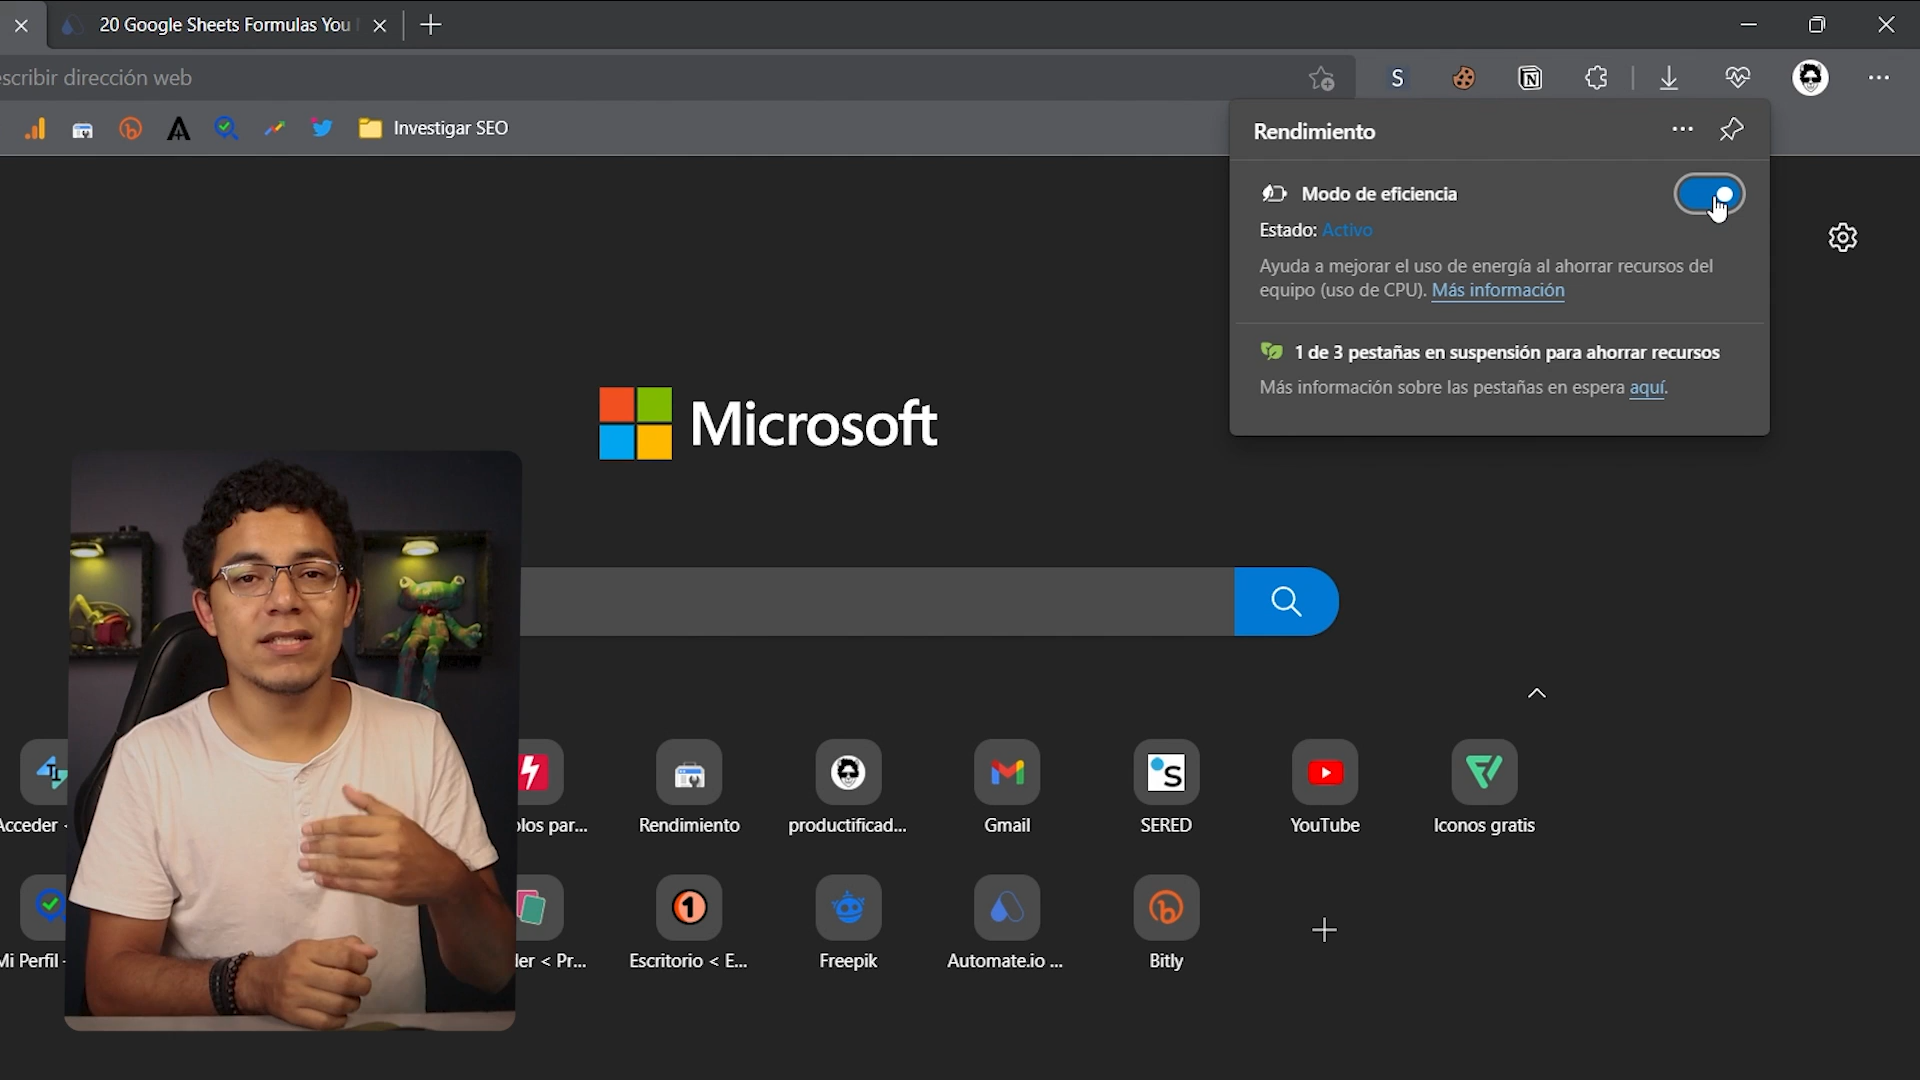 20 Google Sheets Formulas You
scribir dirección web
Investigar SEO
Rendimiento
Modo de eficiencia
Estado: Activo
Ayuda a mejorar el uso de energía al ahorrar recursos del
equipo (uso de CPU). Más información
1 de 3 pestañas en suspensión para ahorrar recursos
Más información sobre las pestañas en espera aquí.
Microsoft
Acceder -
los par...
Rendimiento
productificad...
Gmail
SERED
YouTube
Iconos gratis
Mi Perfil -
ler < Pr...
Escritorio < E...
Freepik
Automate.io ...
Bitly